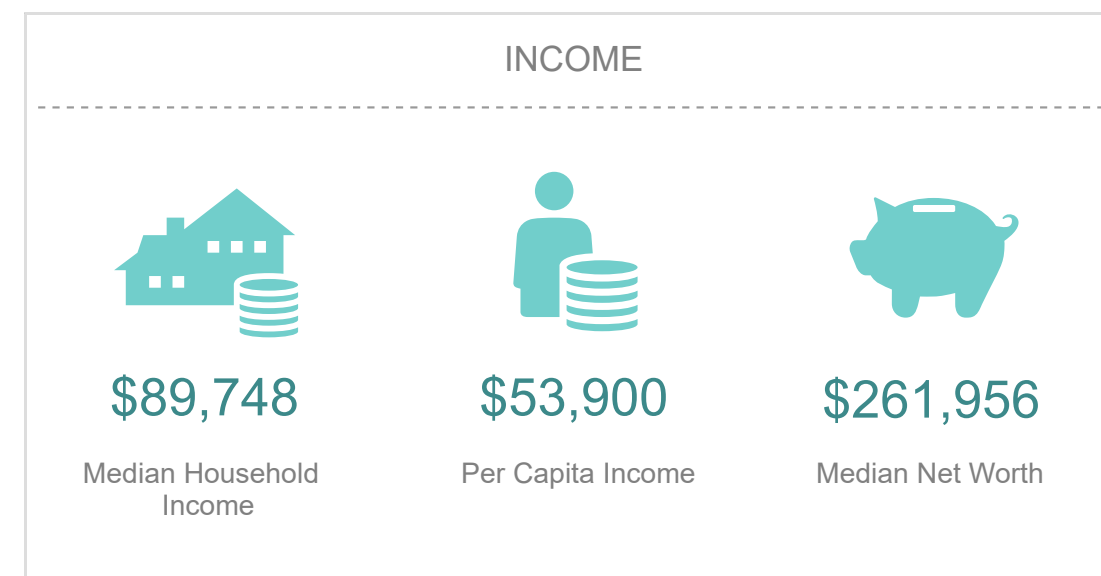 INCOME
$89,748
Median Household
Income
$53,900
Per Capita Income
$261,956
Median Net Worth